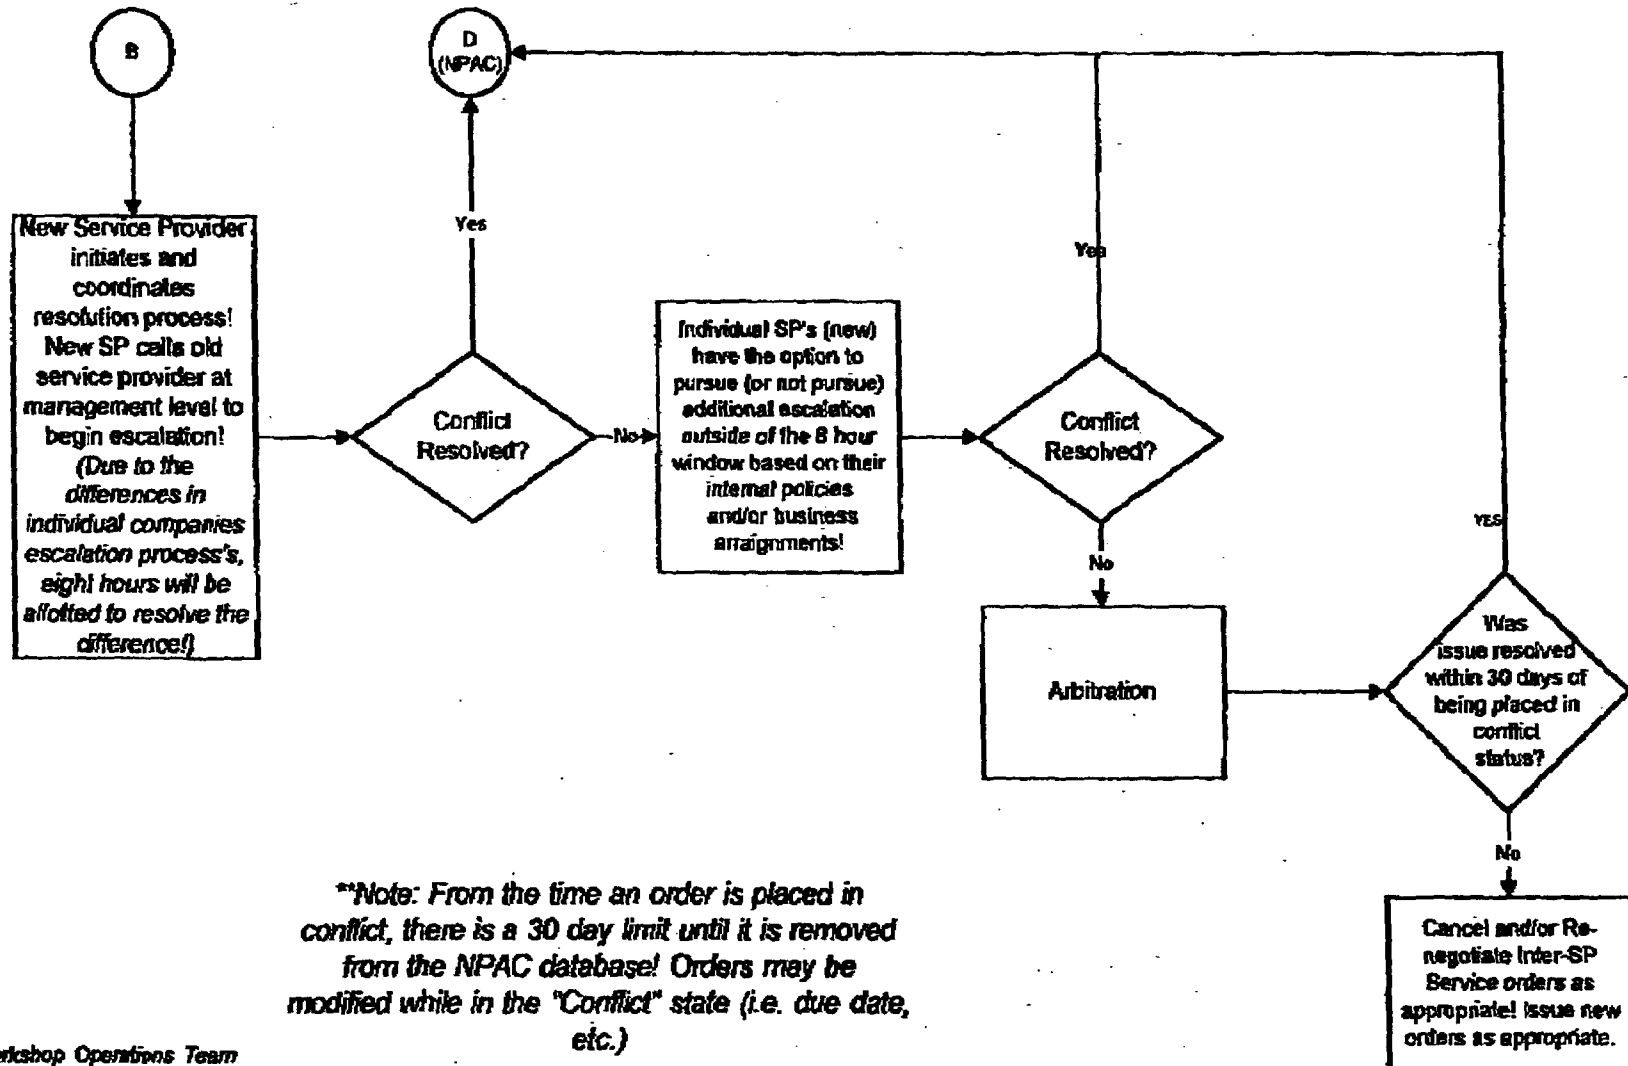 B
D
(NPAC)
New Service Provider
initiates and
coordinates
resolution process!
New SP calls old
service provider at
management level to
begin escalation!
(Due to the
differences in
individual companies
escalation process's,
eight hours will be
allotted to resolve the
difference!)
Yes
Conflict
Resolved?
No
Individual SP's (new)
have the option to
pursue (or not pursue)
additional escalation
outside of the 8 hour
window based on their
internal policies
and/or business
arraignments!
Yes
Conflict
Resolved?
No
Arbitration
YES
Was
issue resolved
within 30 days of
being placed in
conflict
status?
No
Cancel and/or Re-
negotiate Inter-SP
Service orders as
appropriate! Issue new
orders as appropriate.
**Note: From the time an order is placed in
conflict, there is a 30 day limit until it is removed
from the NPAC database! Orders may be
modified while in the "Conflict" state (i.e. due date,
etc.)
rkshop Operations Team